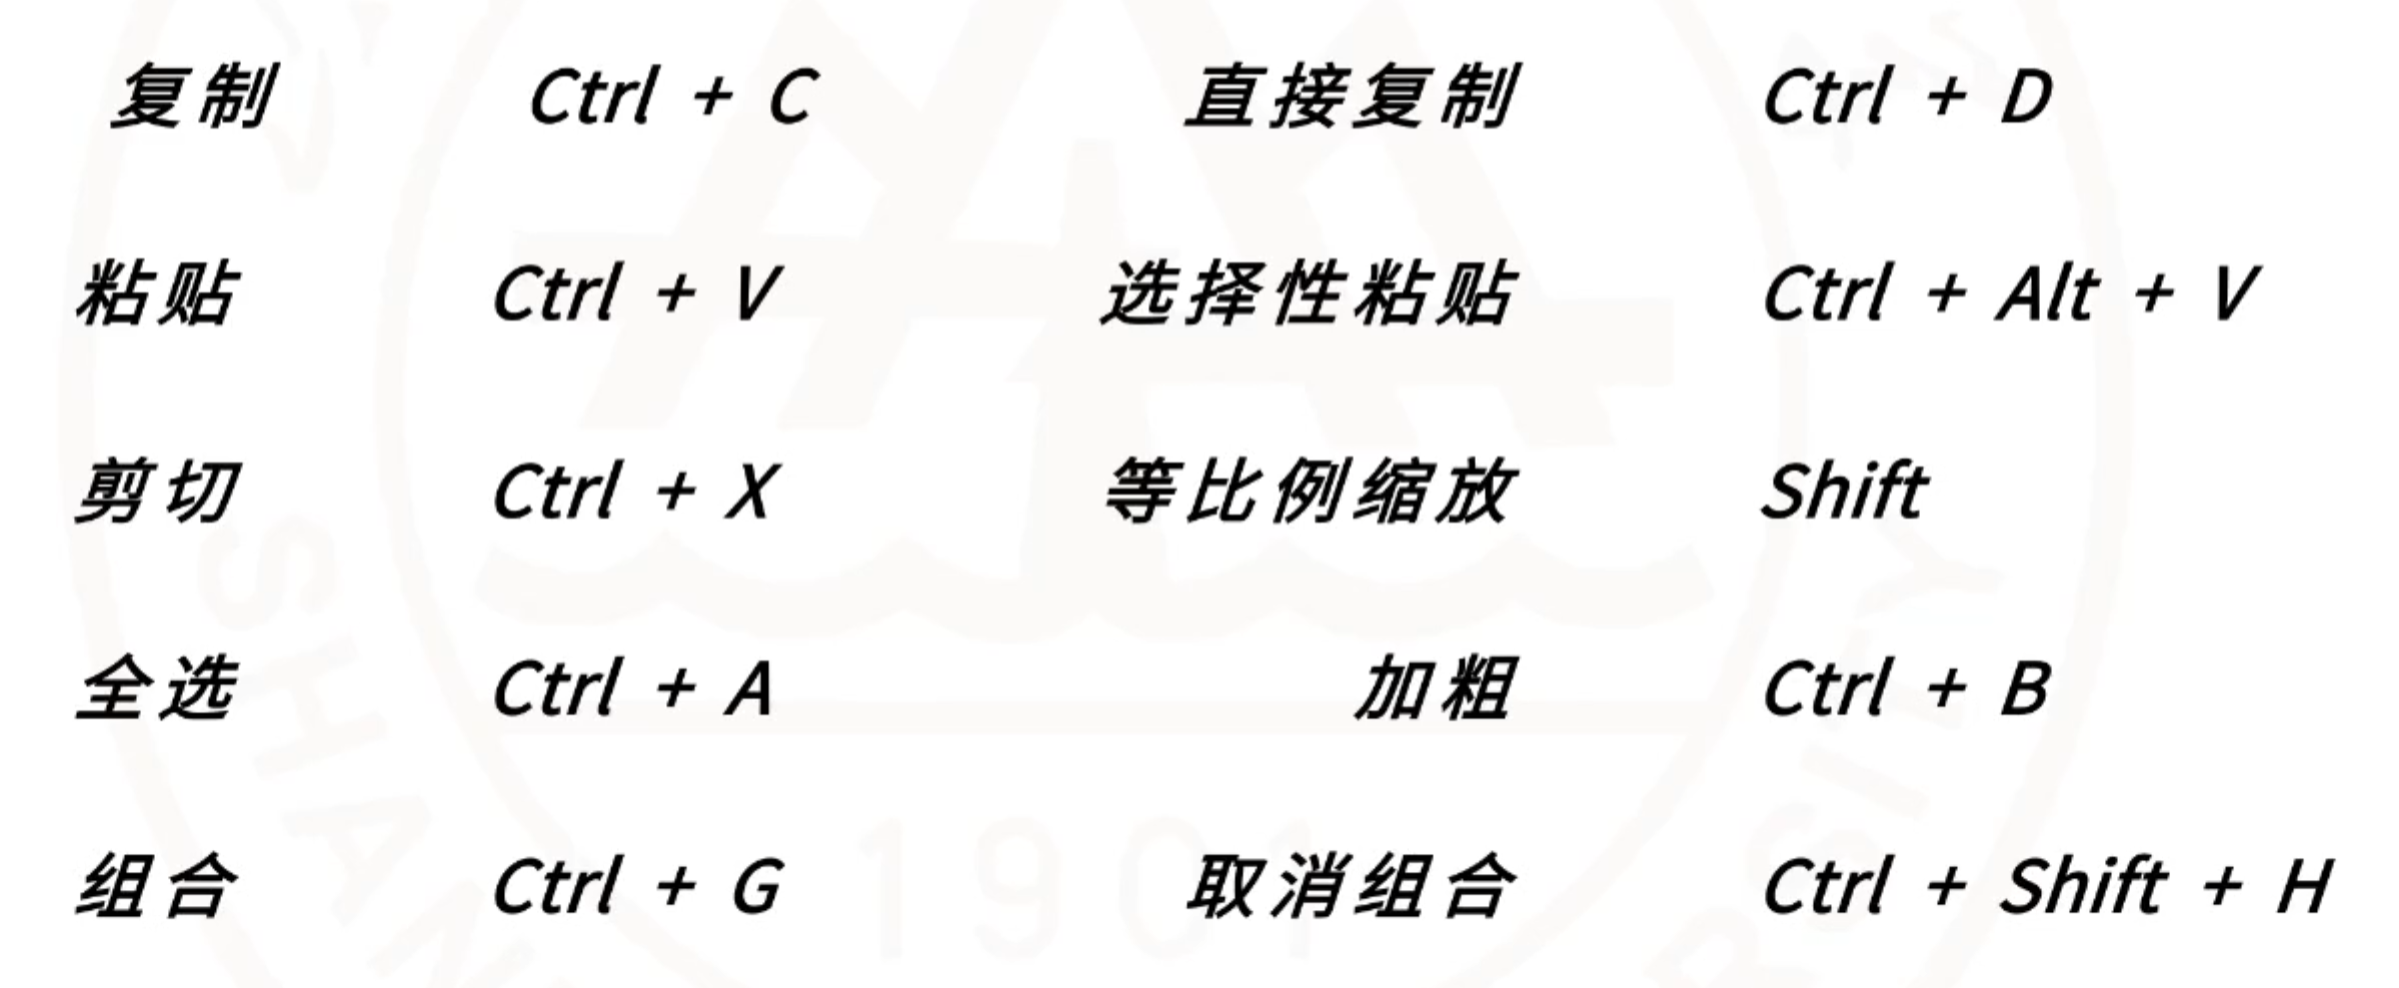 复制 Ctrl + C 直接复制 Ctrl + D
粘贴 Ctrl + V 选择性粘贴 Ctrl + Alt + V
剪切 Ctrl + X 等比例缩放 Shift
全选 Ctrl + A 加粗 Ctrl + B
组合 Ctrl + G 取消组合 Ctrl + Shift + H
1901
SHAN